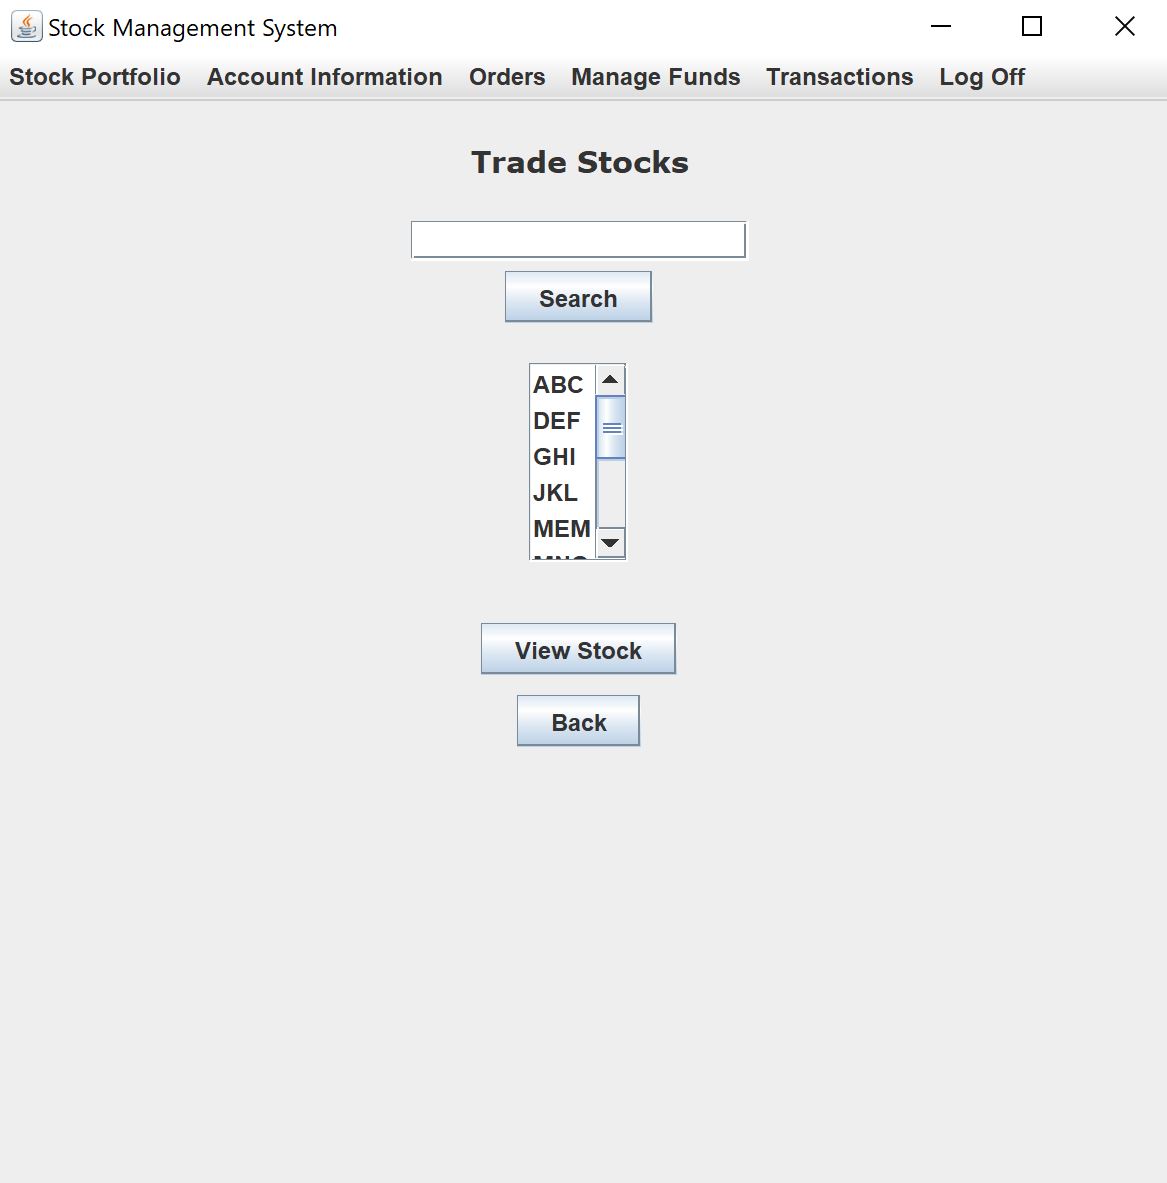 Stock Management System
Stock Portfolio Account Information Orders Manage Funds Transactions Log Off
Trade Stocks
Search
ABC
DEF
GHI
JKL
MEM
View Stock
Back